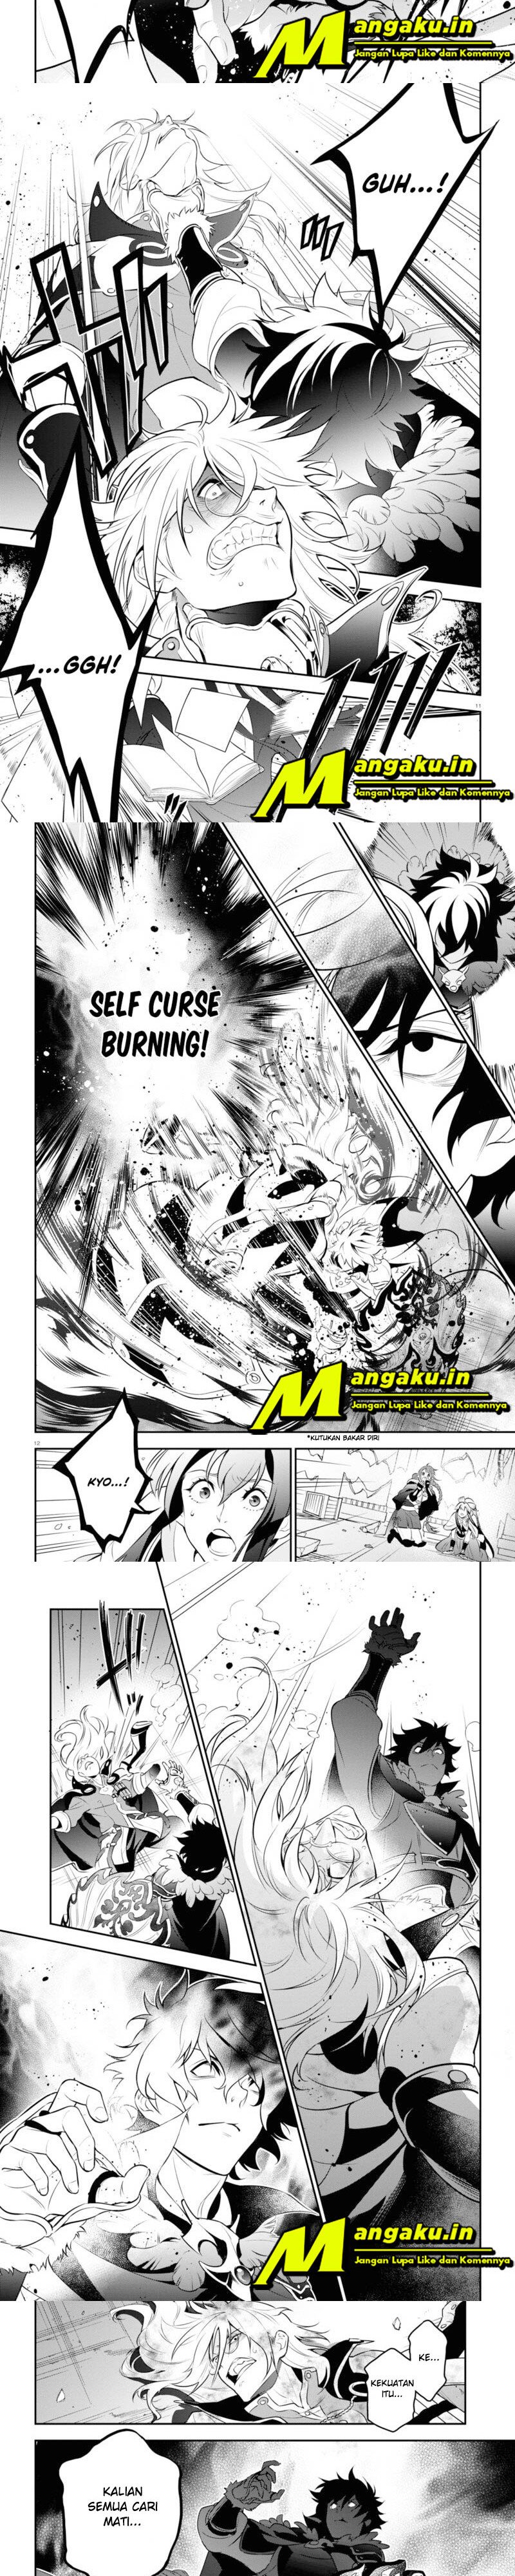 Mangaku.in
Jangan Lupa Like dan Komennya
GUH...!
...GGH!
11
Mangaku.in
Jangan Lupa Like dan Komennya
SELF CURSE
BURNING!
Mangaku.in
Jangan Lupa Like dan Komennya
*KUTUKAN BAKAR DIRI
12
KYO...!
Mangaku.in
Jangan Lupa Like dan Komennya
KE...
KEKUATAN
ITU...
KALIAN
SEMUA CARI
MATI...